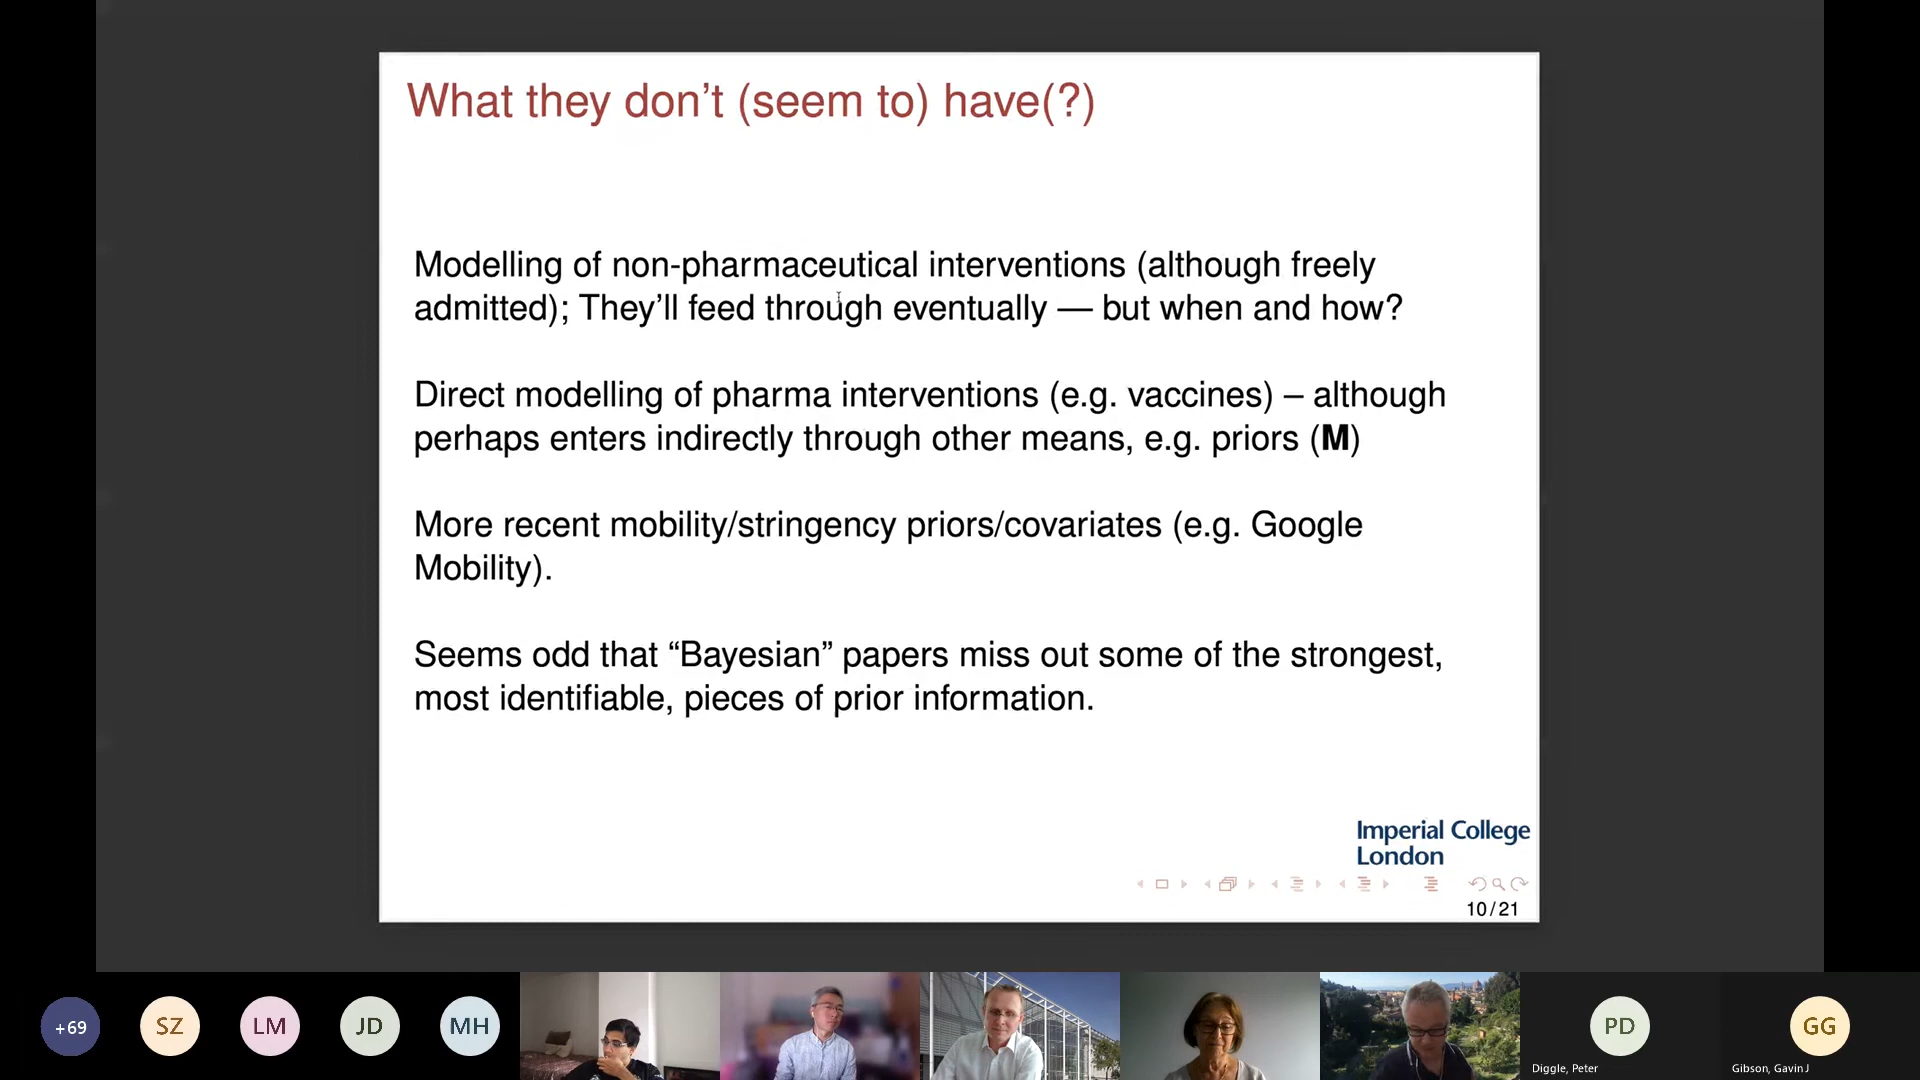 What they don’t (seem to) have(?)
Modelling of non-pharmaceutical interventions (although freely
admitted); They’ll feed through eventually — but when and how?
Direct modelling of pharma interventions (e.g. vaccines) – although
perhaps enters indirectly through other means, e.g. priors (M)
More recent mobility/stringency priors/covariates (e.g. Google
Mobility).
Seems odd that “Bayesian” papers miss out some of the strongest,
most identifiable, pieces of prior information.
Imperial College
London
10/21
+69
SZ
LM
JD
MH
PD
GG
Diggle, Peter
Gibson, Gavin J